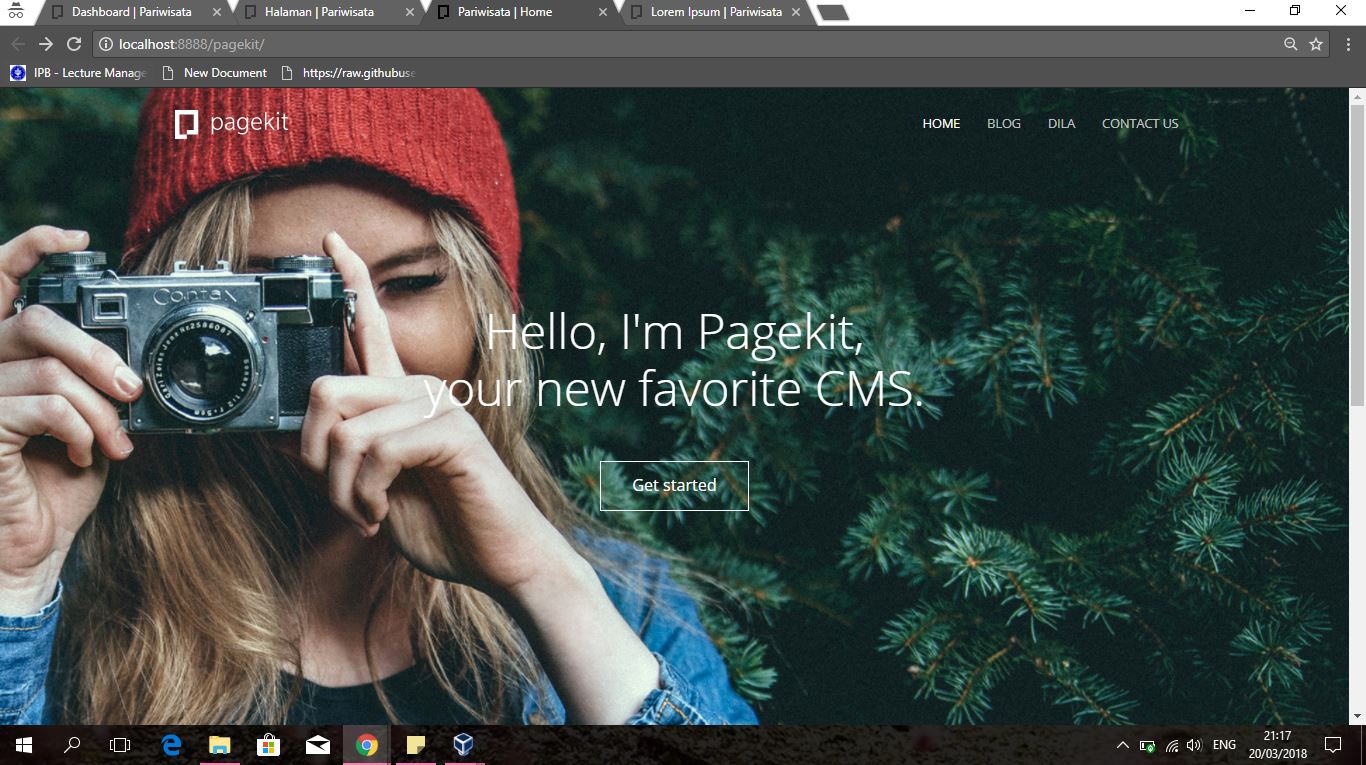 Dashboard | Pariwisata
Halaman | Pariwisata
Pariwisata | Home
Lorem Ipsum | Pariwisata
localhost:8888/pagekit/
IPB - Lecture Manage
New Document
https://raw.githubuse
pagekit
HOME
BLOG
DILA
CONTACT US
Contax
Hello, I'm Pagekit,
your new favorite CMS.
Get started
ENG
21:17
20/03/2018